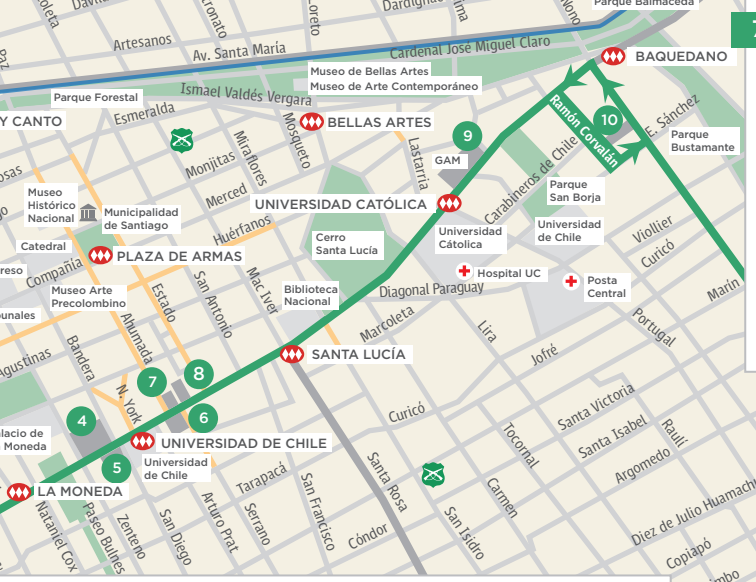 Parque Balmaceda
Artesanos
Av. Santa María
Cardenal José Miguel Claro
BAQUEDANO
Loreto
Museo de Bellas Artes
Museo de Arte Contemporáneo
Parque Forestal
Ismael Valdés Vergara
Y CANTO
Esmeralda
BELLAS ARTES
Mosqueto
Miraflores
Monjitas
Merced
Huérfanos
Lastarria
9
GAM
10
Ramón Corvalán
E. Sánchez
Parque
Bustamante
Carabineros de Chile
Parque
San Borja
Universidad
de Chile
UNIVERSIDAD CATÓLICA
Universidad
Cátolica
Hospital UC
Posta
Central
Museo
Histórico
Nacional
Municipalidad
de Santiago
Catedral
PLAZA DE ARMAS
Compañía
Museo Arte
Precolombino
Cerro
Santa Lucía
Biblioteca
Nacional
Diagonal Paraguay
Viollier
Curicó
Marín
Portugal
Mac Iver
San Antonio
Estado
Ahumada
Bandera
Agustinas
N. York
Marcoleta
Lira
Jofré
SANTA LUCÍA
7
8
6
4
5
UNIVERSIDAD DE CHILE
Universidad
de Chile
LA MONEDA
Curicó
Santa Victoria
Santa Isabel
Raulí
Argomedo
Tocornal
Carmen
Santa Rosa
San Isidro
Tarapacá
San Francisco
Serrano
Arturo Prat
San Diego
Zenteno
Paseo Bulnes
Nataniel Cox
Cóndor
Diez de Julio Huamachu
Copiapó